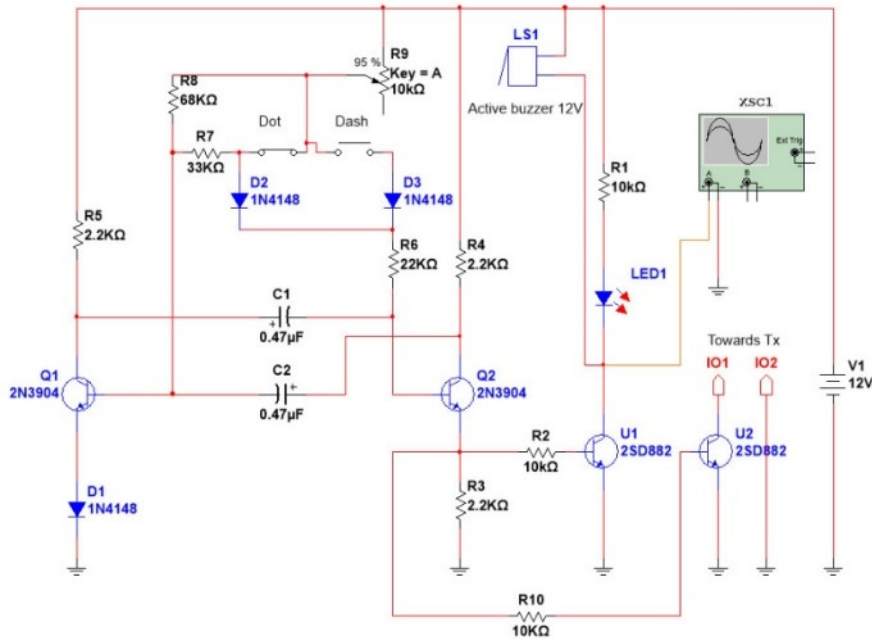 LS1
R9
95 %
Key = A
10kΩ
R8
68KΩ
Active buzzer 12V
XSC1
Ext Trig
A
B
Dot
Dash
R7
33KΩ
R1
10kΩ
D2
1N4148
D3
1N4148
R5
2.2KΩ
R6
22KΩ
R4
2.2KΩ
LED1
C1
0.47µF
Towards Tx
IO1
IO2
V1
12V
Q1
2N3904
C2
0.47µF
Q2
2N3904
U1
2SD882
U2
2SD882
R2
10kΩ
D1
1N4148
R3
2.2KΩ
R10
10KΩ